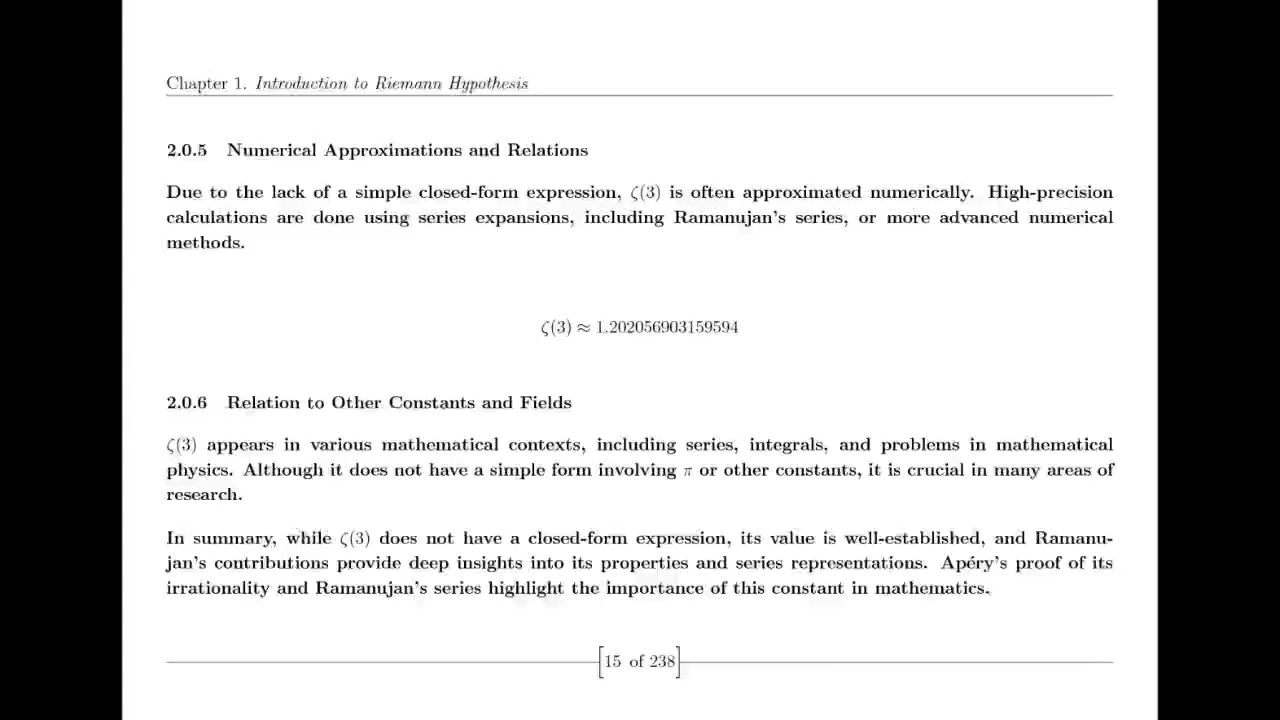 Chapter 1. Introduction to Riemann Hypothesis
2.0.5 Numerical Approximations and Relations
Due to the lack of a simple closed-form expression, ζ(3) is often approximated numerically. High-precision
calculations are done using series expansions, including Ramanujan's series, or more advanced numerical
methods.
ζ(3) ≈ 1.202056903159594
2.0.6 Relation to Other Constants and Fields
ζ(3) appears in various mathematical contexts, including series, integrals, and problems in mathematical
physics. Although it does not have a simple form involving π or other constants, it is crucial in many areas of
research.
In summary, while ζ(3) does not have a closed-form expression, its value is well-established, and Ramanu-
jan's contributions provide deep insights into its properties and series representations. Apéry's proof of its
irrationality and Ramanujan's series highlight the importance of this constant in mathematics.
[15 of 238]